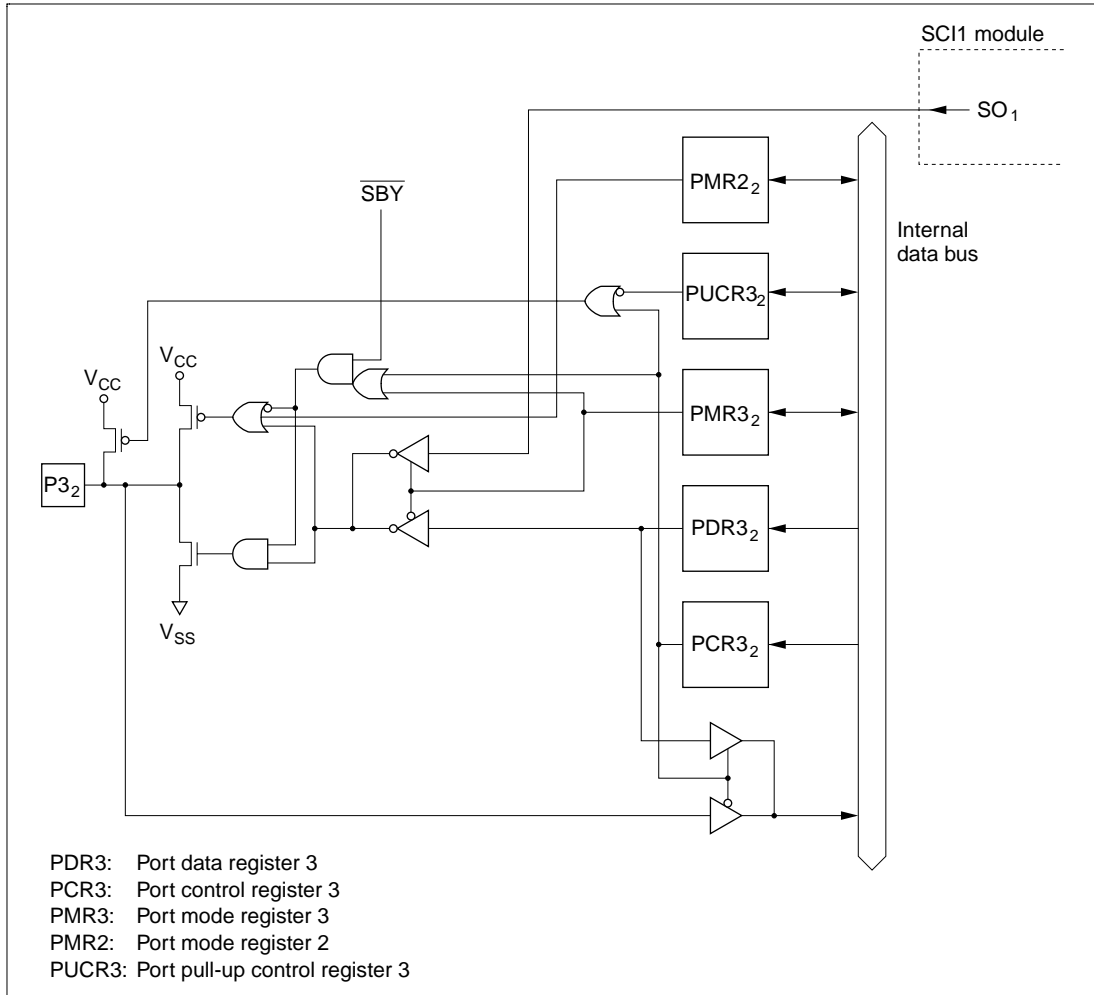 SCI1 module
SO1
PMR22
SBY
Internal
data bus
PUCR32
VCC
VCC
PMR32
P32
PDR32
VSS
PCR32
PDR3: Port data register 3
PCR3: Port control register 3
PMR3: Port mode register 3
PMR2: Port mode register 2
PUCR3: Port pull-up control register 3